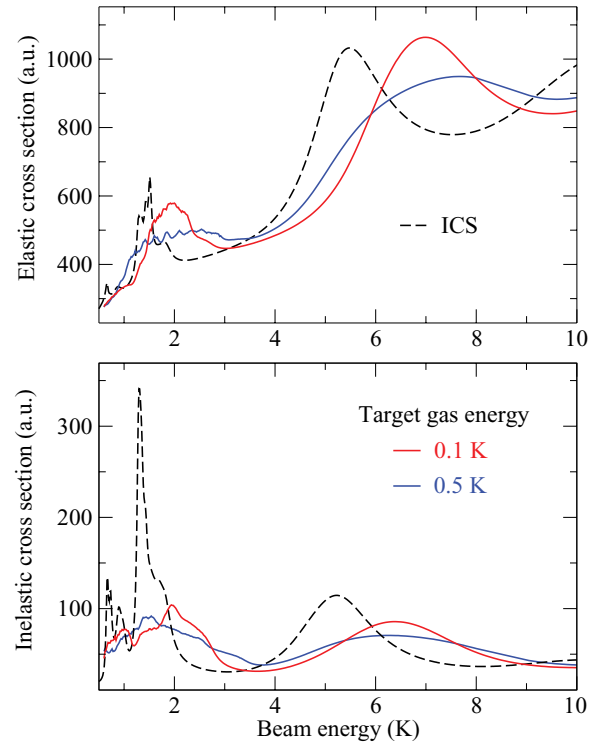 1000
800
600
400
Elastic cross section (a.u.)
ICS
2
4
6
8
10
300
200
100
Inelastic cross section (a.u.)
Target gas energy
0.1 K
0.5 K
2
4
6
8
10
Beam energy (K)